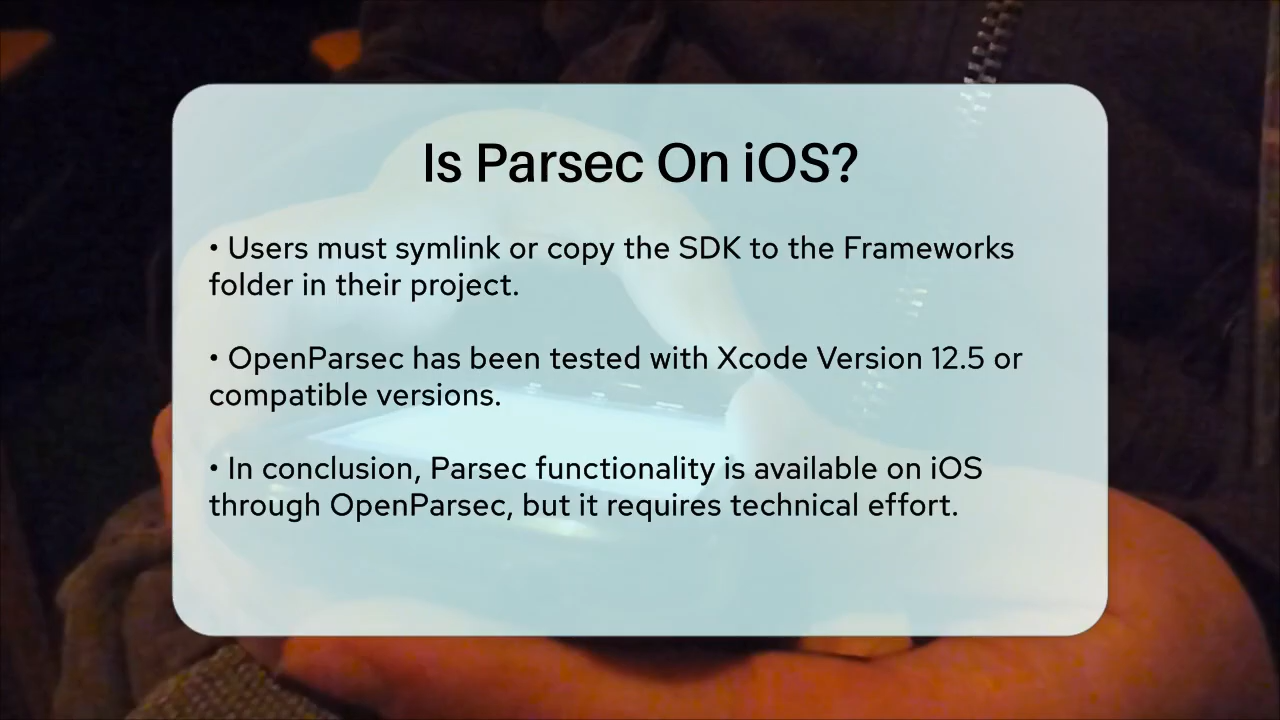 Is Parsec On iOS?
• Users must symlink or copy the SDK to the Frameworks
folder in their project.
• OpenParsec has been tested with Xcode Version 12.5 or
compatible versions.
• In conclusion, Parsec functionality is available on iOS
through OpenParsec, but it requires technical effort.